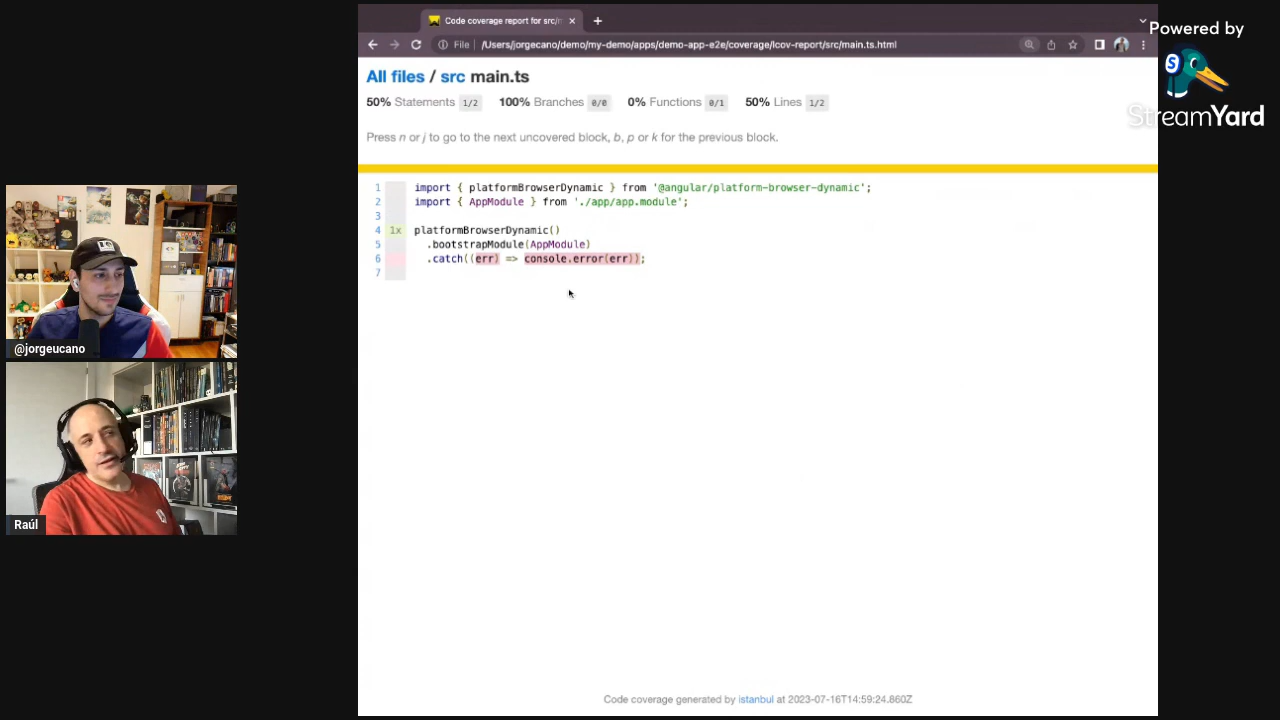 Code coverage report for src/m
File
/Users/jorgecano/demo/my-demo/apps/demo-app-e2e/coverage/lcov-report/src/main.ts.html
Powered by
StreamYard
All files / src main.ts
50% Statements 1/2 100% Branches 0/0 0% Functions 0/1 50% Lines 1/2
Press n or j to go to the next uncovered block, b, p or k for the previous block.
1 import { platformBrowserDynamic } from '@angular/platform-browser-dynamic';
2 import { AppModule } from './app/app.module';
3
4 1x platformBrowserDynamic()
5 .bootstrapModule(AppModule)
6 .catch((err) => console.error(err));
7
@jorgeucano
Raúl
Code coverage generated by istanbul at 2023-07-16T14:59:24.860Z